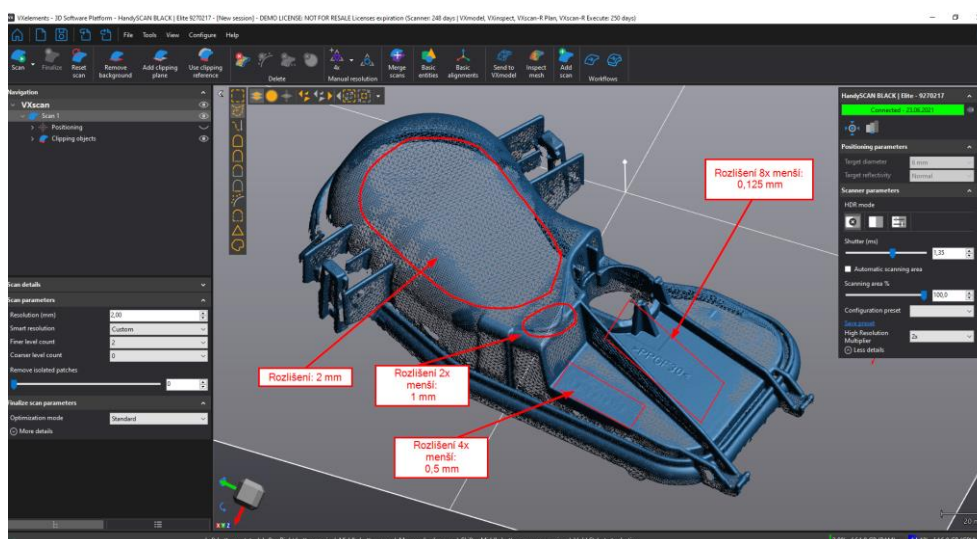 VXelements - 3D Software Platform - HandySCAN BLACK | Elite 9270217 - [New session] - DEMO LICENSE: NOT FOR RESALE Licenses expiration (Scanner: 248 days | VXmodel, VXinspect, VXscan-R Plan, VXscan-R Execute: 250 days)
File Tools View Configure Help
Scan
Finalize
Reset scan
Remove background
Add clipping plane
Use clipping reference
Delete
4x
Manual resolution
Merge scans
Basic entities
Basic alignments
Send to VXmodel
Inspect mesh
Add scan
Workflows
Navigation
VXscan
Scan 1
Positioning
Clipping objects
Scan details
Scan parameters
Resolution (mm) 2,00
Smart resolution Custom
Finer level count 2
Coarser level count 0
Remove isolated patches
0
Finalize scan parameters
Optimization mode Standard
More details
Rozlišení: 2 mm
Rozlišení 2x
menší:
1 mm
Rozlišení 4x
menší:
0,5 mm
Rozlišení 8x menší:
0,125 mm
HandySCAN BLACK | Elite - 9270217
Connected - 23.08.2021
Positioning parameters
Target diameter 6 mm
Target reflectivity Normal
Scanner parameters
HDR mode
Shutter (ms)
1,35
Automatic scanning area
Scanning area %
100,0
Configuration preset
Save preset
High Resolution
Multiplier 2x
Less details
X Y Z